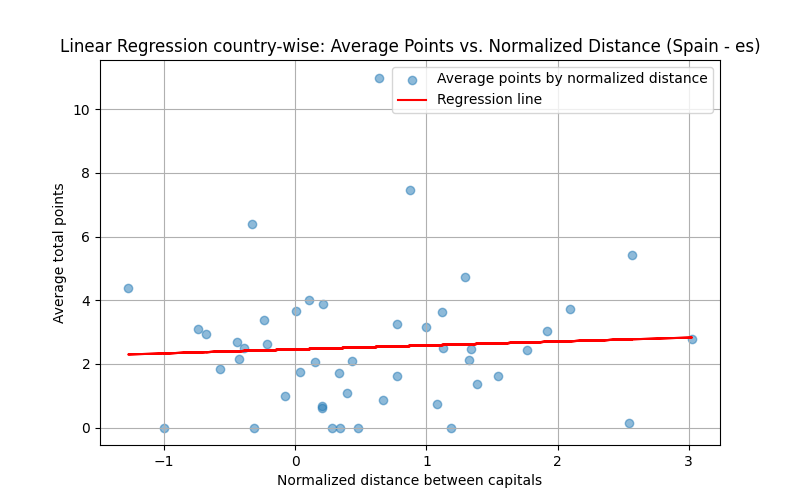 Linear Regression country-wise: Average Points vs. Normalized Distance (Spain - es)
Average points by normalized distance
Regression line
Average total points
10
8
6
4
2
0
−1
0
1
2
3
Normalized distance between capitals